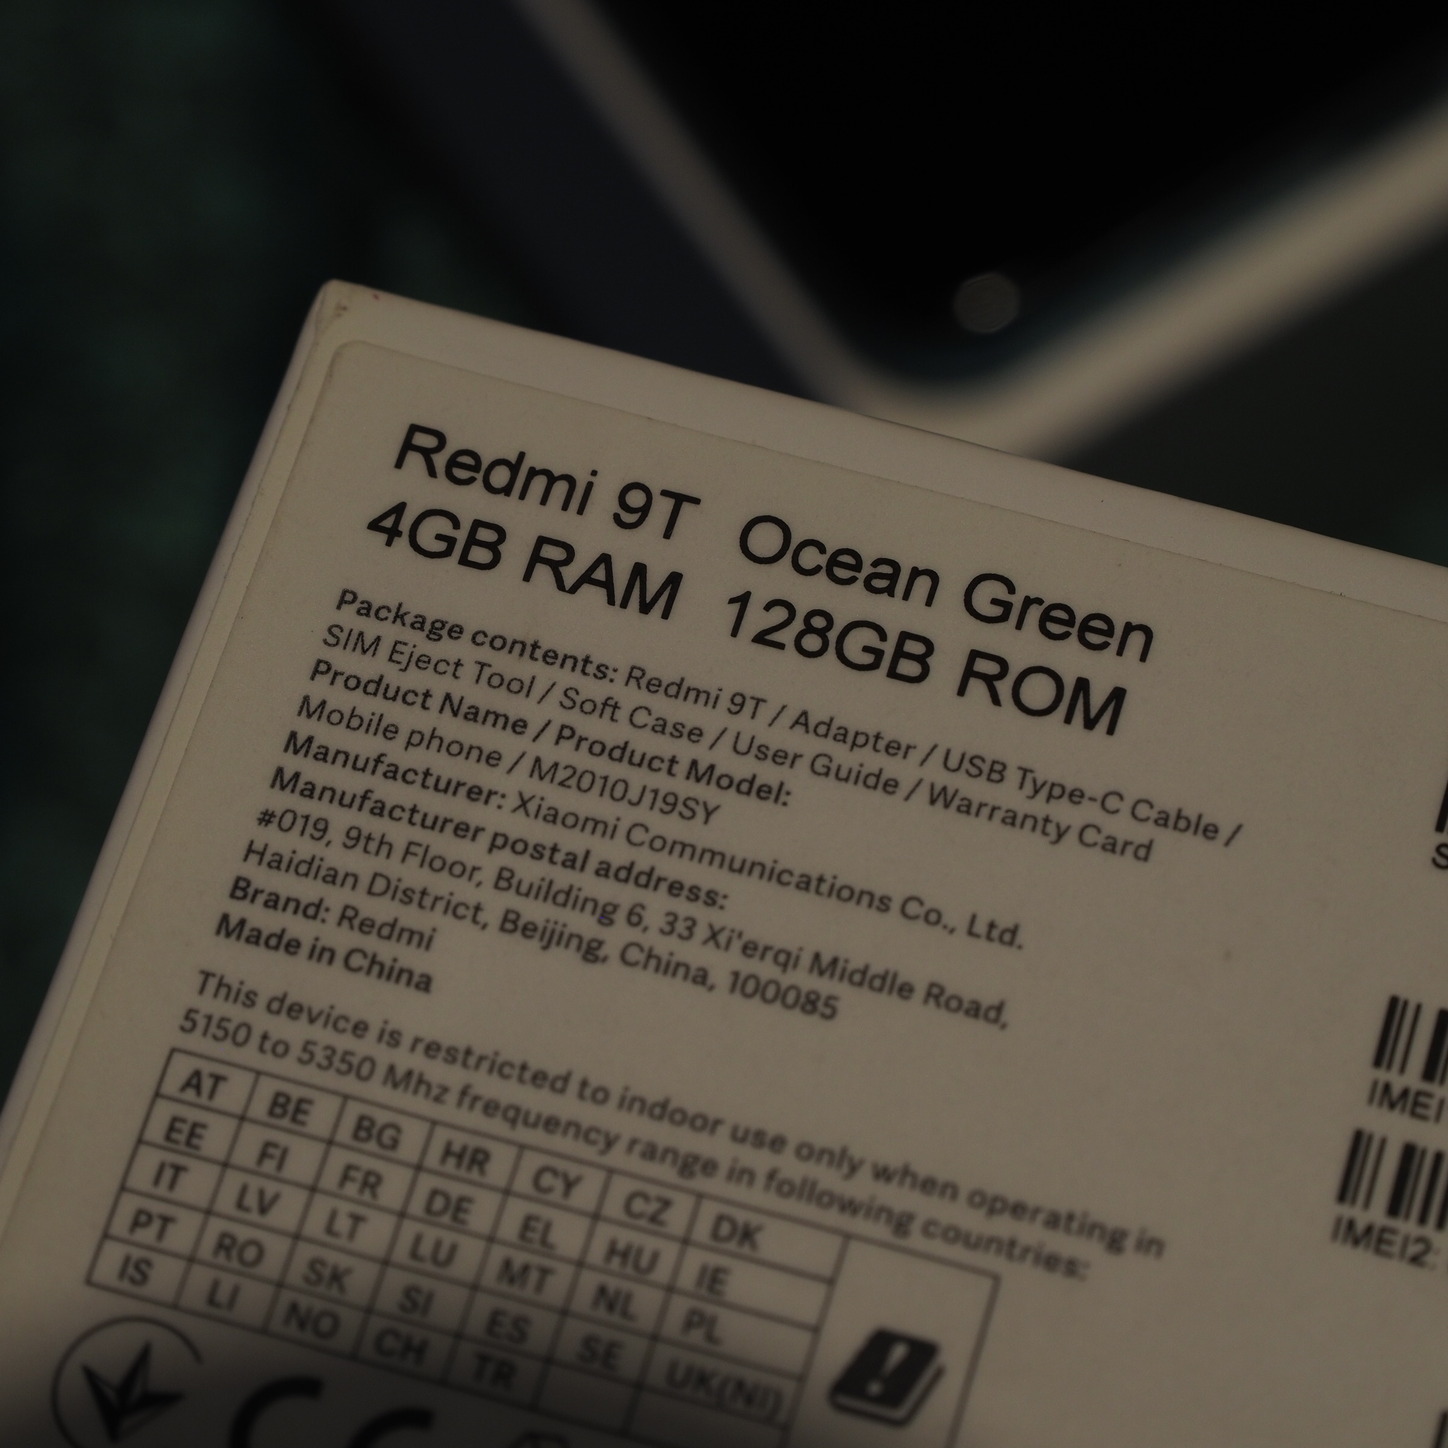 Redmi 9T Ocean Green
4GB RAM 128GB ROM
Package contents: Redmi 9T / Adapter / USB Type-C Cable /
SIM Eject Tool / Soft Case / User Guide / Warranty Card
Product Name / Product Model:
Mobile phone / M2010J19SY
Manufacturer: Xiaomi Communications Co., Ltd.
Manufacturer postal address:
#019, 9th Floor, Building 6, 33 Xi'erqi Middle Road,
Haidian District, Beijing, China, 100085
Brand: Redmi
Made in China
This device is restricted to indoor use only when operating in
5150 to 5350 Mhz frequency range in following countries:
AT BE BG HR CY CZ DK
EE FI FR DE EL HU IE
IT LV LT LU MT NL PL
PT RO SK SI ES SE UK(NI)
IS LI NO CH TR
CE
IMEI
IMEI2: